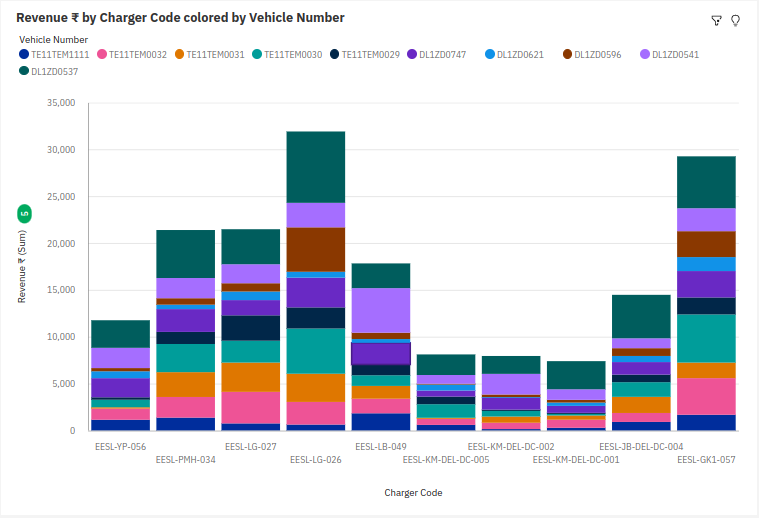 Revenue ₹ by Charger Code colored by Vehicle Number
Vehicle Number
TE11TEM1111 TE11TEM0032 TE11TEM0031 TE11TEM0030 TE11TEM0029 DL1ZD0747 DL1ZD0621 DL1ZD0596 DL1ZD0541
DL1ZD0537
35,000
30,000
25,000
20,000
15,000
10,000
5,000
0
Revenue ₹ (Sum)
5
EESL-YP-056 EESL-LG-027 EESL-LB-049 EESL-KM-DEL-DC-002 EESL-JB-DEL-DC-004
EESL-PMH-034 EESL-LG-026 EESL-KM-DEL-DC-005 EESL-KM-DEL-DC-001 EESL-GK1-057
Charger Code